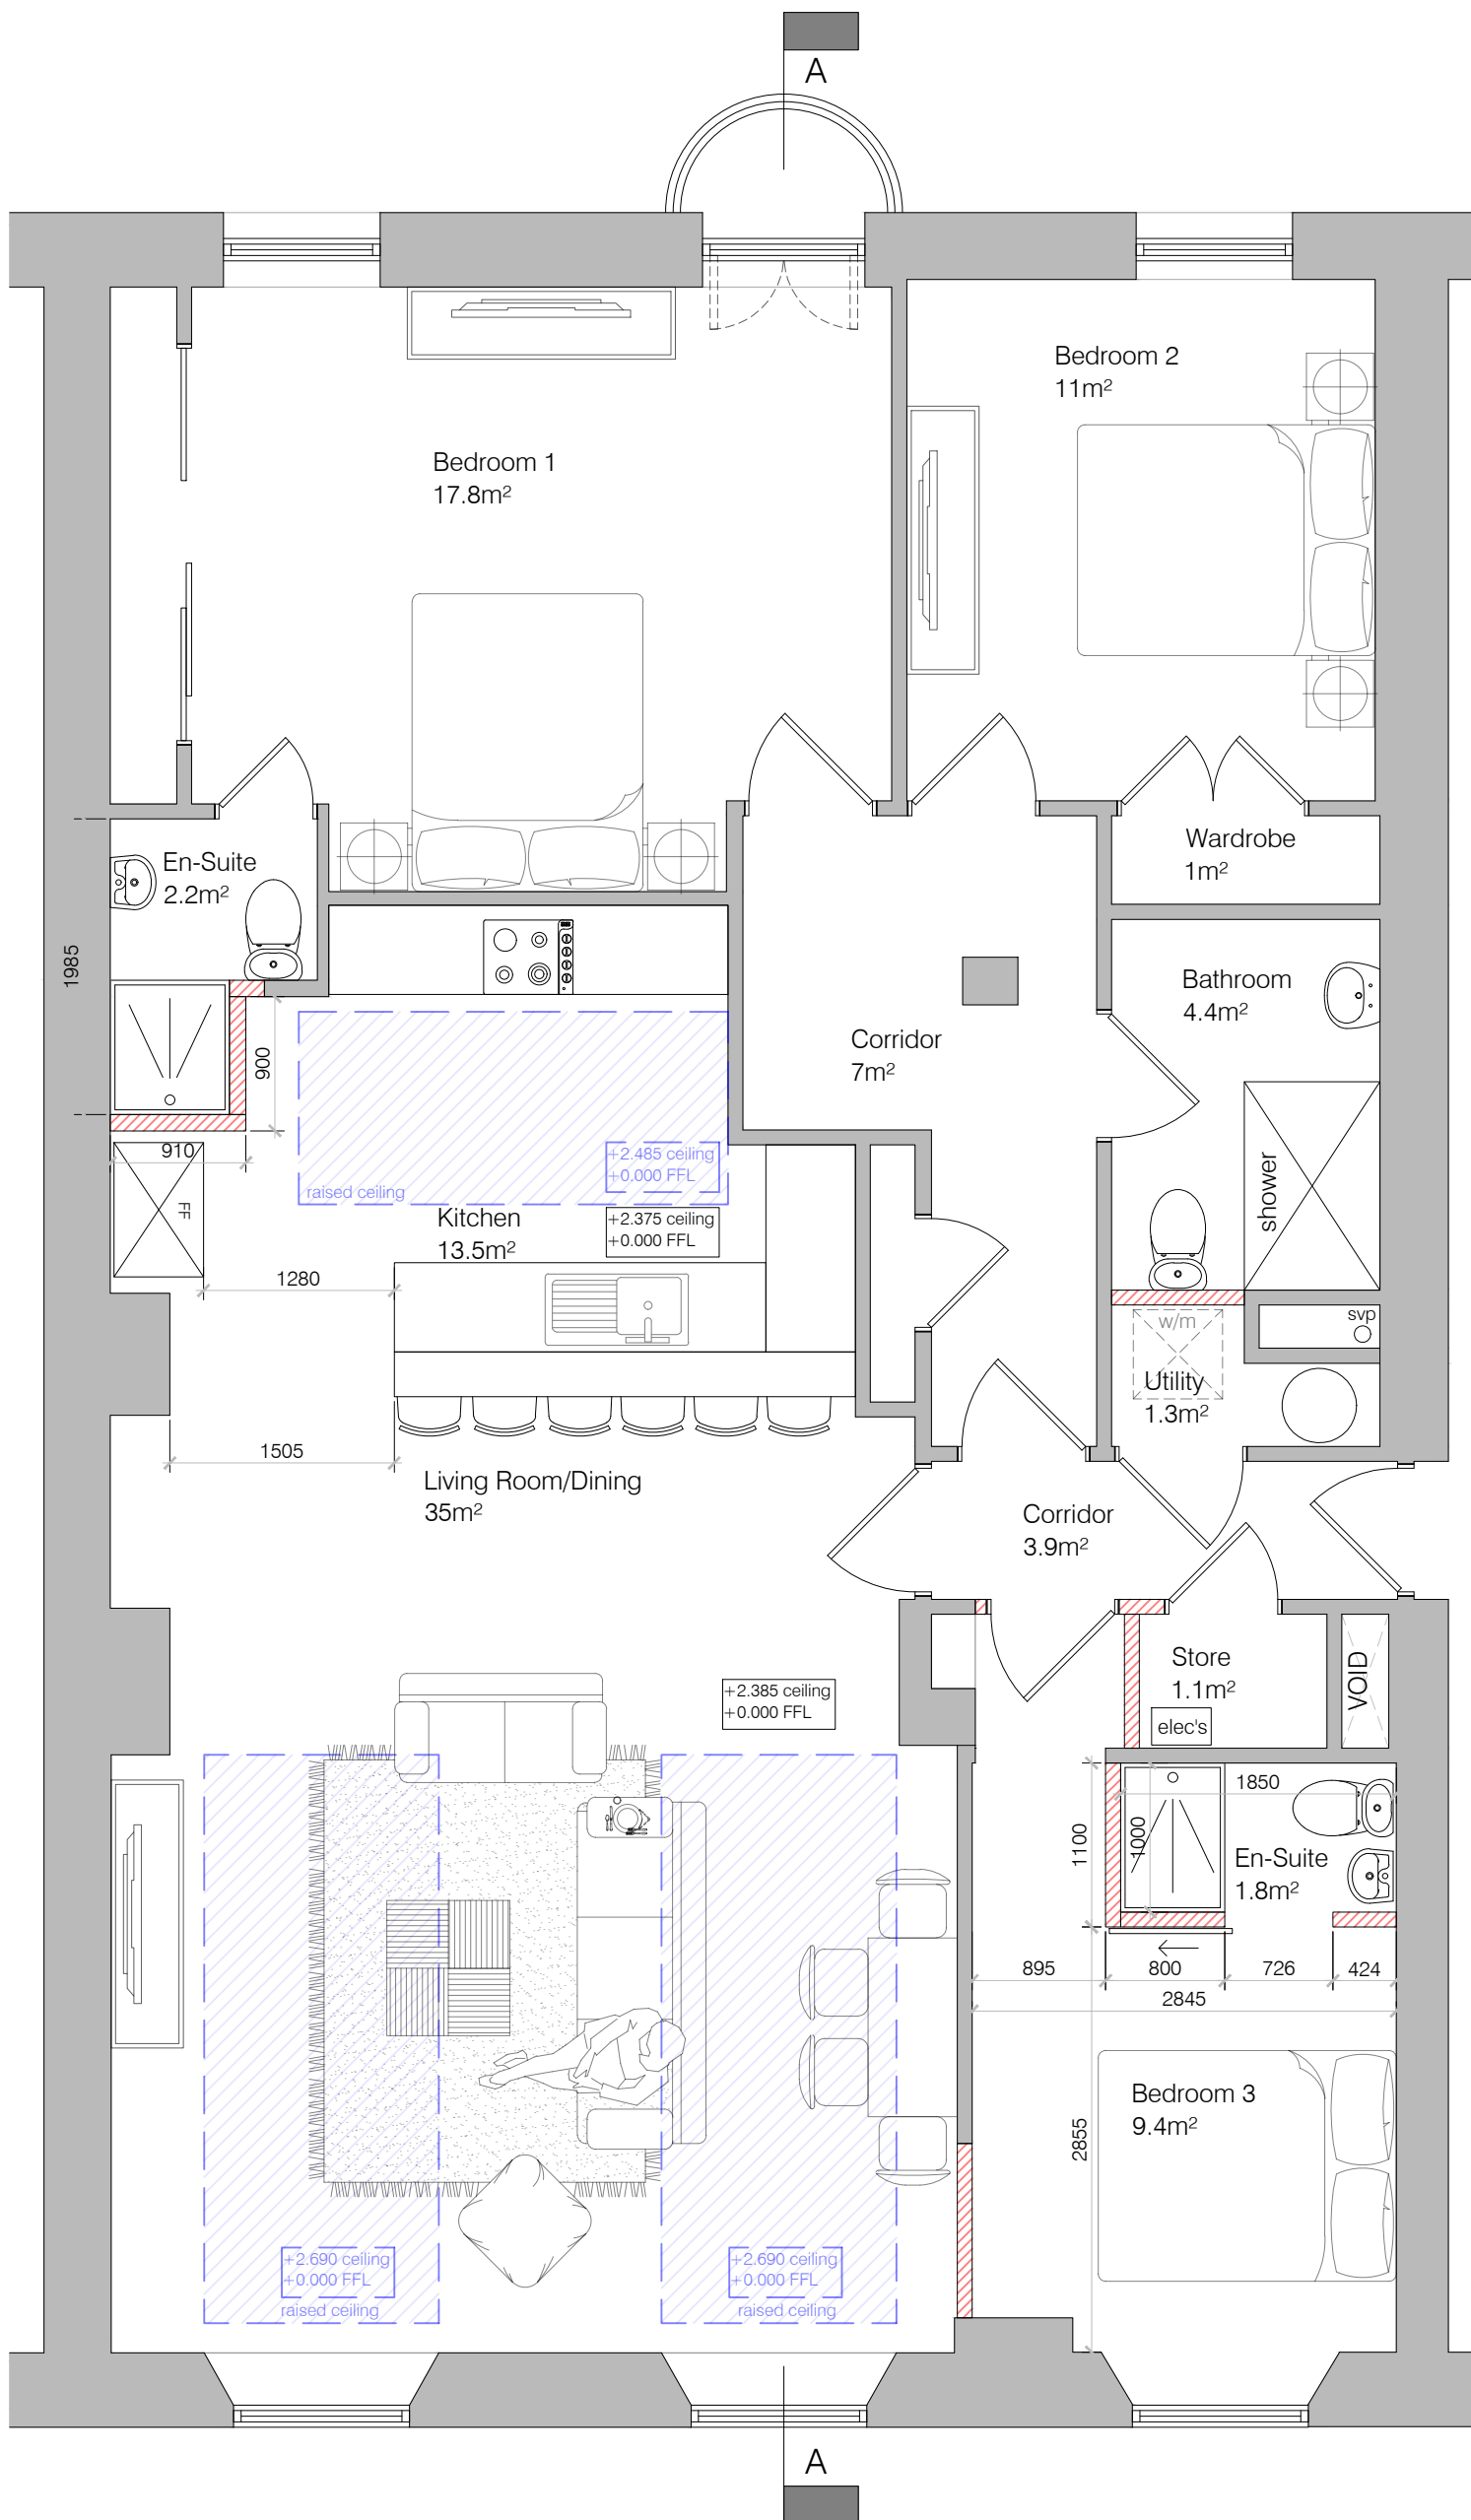 A
Bedroom 2
11m²
Bedroom 1
17.8m²
Wardrobe
1m²
En-Suite
2.2m²
1985
Bathroom
4.4m²
Corridor
7m²
900
910
+2.485 ceiling
+0.000 FFL
raised ceiling
FF
Kitchen
13.5m²
+2.375 ceiling
+0.000 FFL
shower
1280
svp
w/m
Utility
1.3m²
1505
Living Room/Dining
35m²
Corridor
3.9m²
Store
1.1m²
VOID
elec's
+2.385 ceiling
+0.000 FFL
1850
1100
1000
En-Suite
1.8m²
895
800
726
424
2845
Bedroom 3
9.4m²
2855
+2.690 ceiling
+0.000 FFL
raised ceiling
+2.690 ceiling
+0.000 FFL
raised ceiling
A